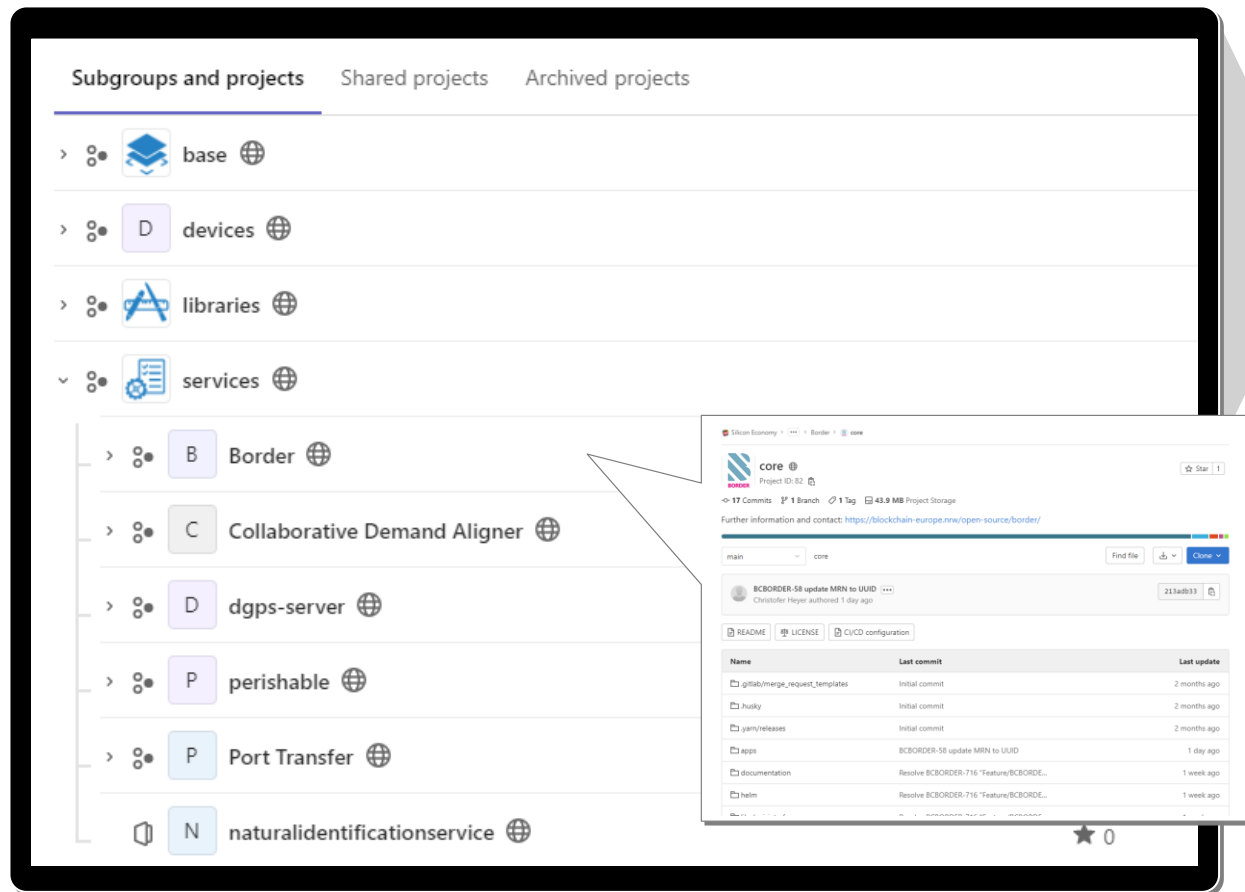 Subgroups and projects Shared projects Archived projects
base
D devices
libraries
services
B Border
C Collaborative Demand Aligner
D dgps-server
P perishable
P Port Transfer
N naturalidentificationservice
0
Silicon Economy › ••• › Border › core
BORDER
core
Project ID: 82
17 Commits 1 Branch 1 Tag 43.9 MB Project Storage
Further information and contact: https://blockchain-europe.nrw/open-source/border/
Star 1
main core Find file Clone
BCBORDER-58 update MRN to UUID •••
Christofer Heyer authored 1 day ago
213adb33
README LICENSE CI/CD configuration
Name Last commit Last update
.gitlab/merge_request_templates Initial commit 2 months ago
.husky Initial commit 2 months ago
.yarn/releases Initial commit 2 months ago
apps BCBORDER-58 update MRN to UUID 1 day ago
documentation Resolve BCBORDER-716 "Feature/BCBORDE... 1 week ago
helm Resolve BCBORDER-716 "Feature/BCBORDE... 1 week ago